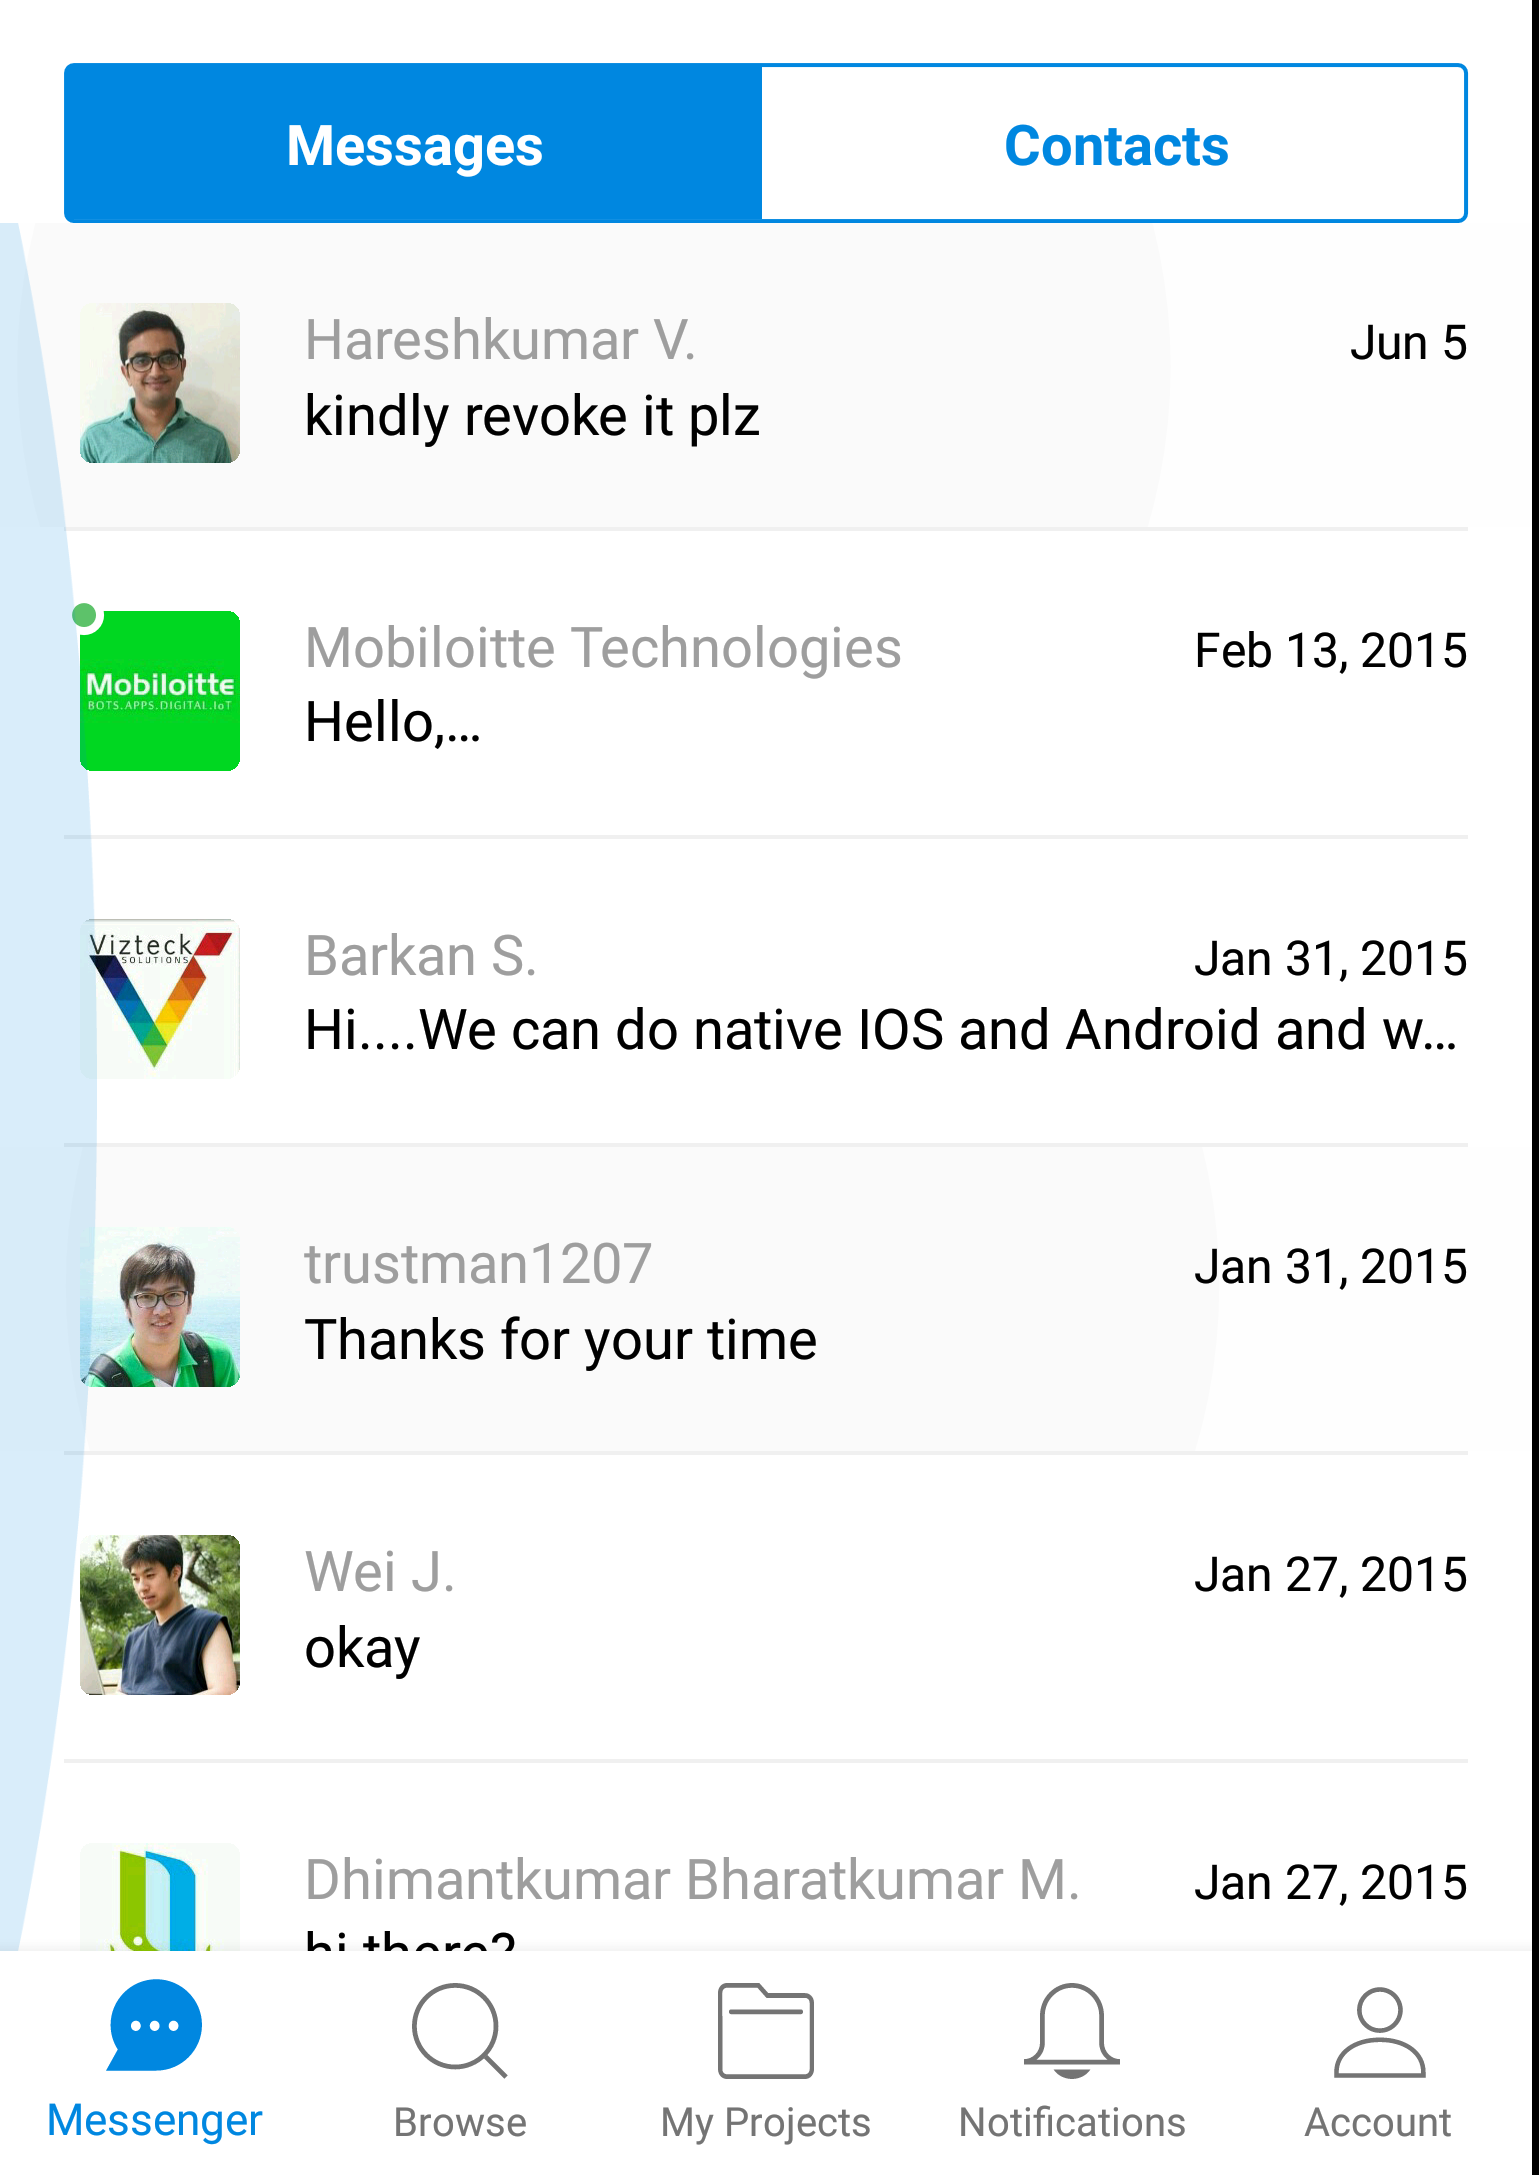 Messages
Contacts
Hareshkumar V.
Jun 5
kindly revoke it plz
Mobiloitte
BOTS.APPS.DIGITAL.IoT
Mobiloitte Technologies
Feb 13, 2015
Hello,...
Vizteck
SOLUTIONS
Barkan S.
Jan 31, 2015
Hi....We can do native IOS and Android and w...
trustman1207
Jan 31, 2015
Thanks for your time
Wei J.
Jan 27, 2015
okay
Dhimantkumar Bharatkumar M.
Jan 27, 2015
hi there?
Messenger
Browse
My Projects
Notifications
Account